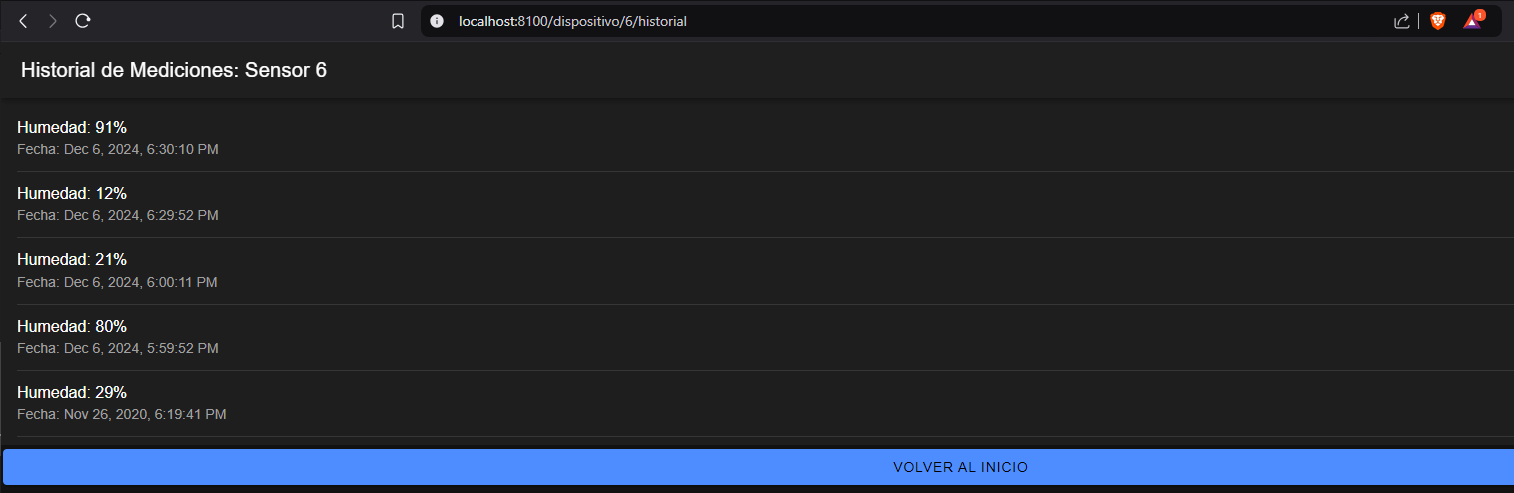 localhost:8100/dispositivo/6/historial
1
Historial de Mediciones: Sensor 6
Humedad: 91%
Fecha: Dec 6, 2024, 6:30:10 PM
Humedad: 12%
Fecha: Dec 6, 2024, 6:29:52 PM
Humedad: 21%
Fecha: Dec 6, 2024, 6:00:11 PM
Humedad: 80%
Fecha: Dec 6, 2024, 5:59:52 PM
Humedad: 29%
Fecha: Nov 26, 2020, 6:19:41 PM
VOLVER AL INICIO